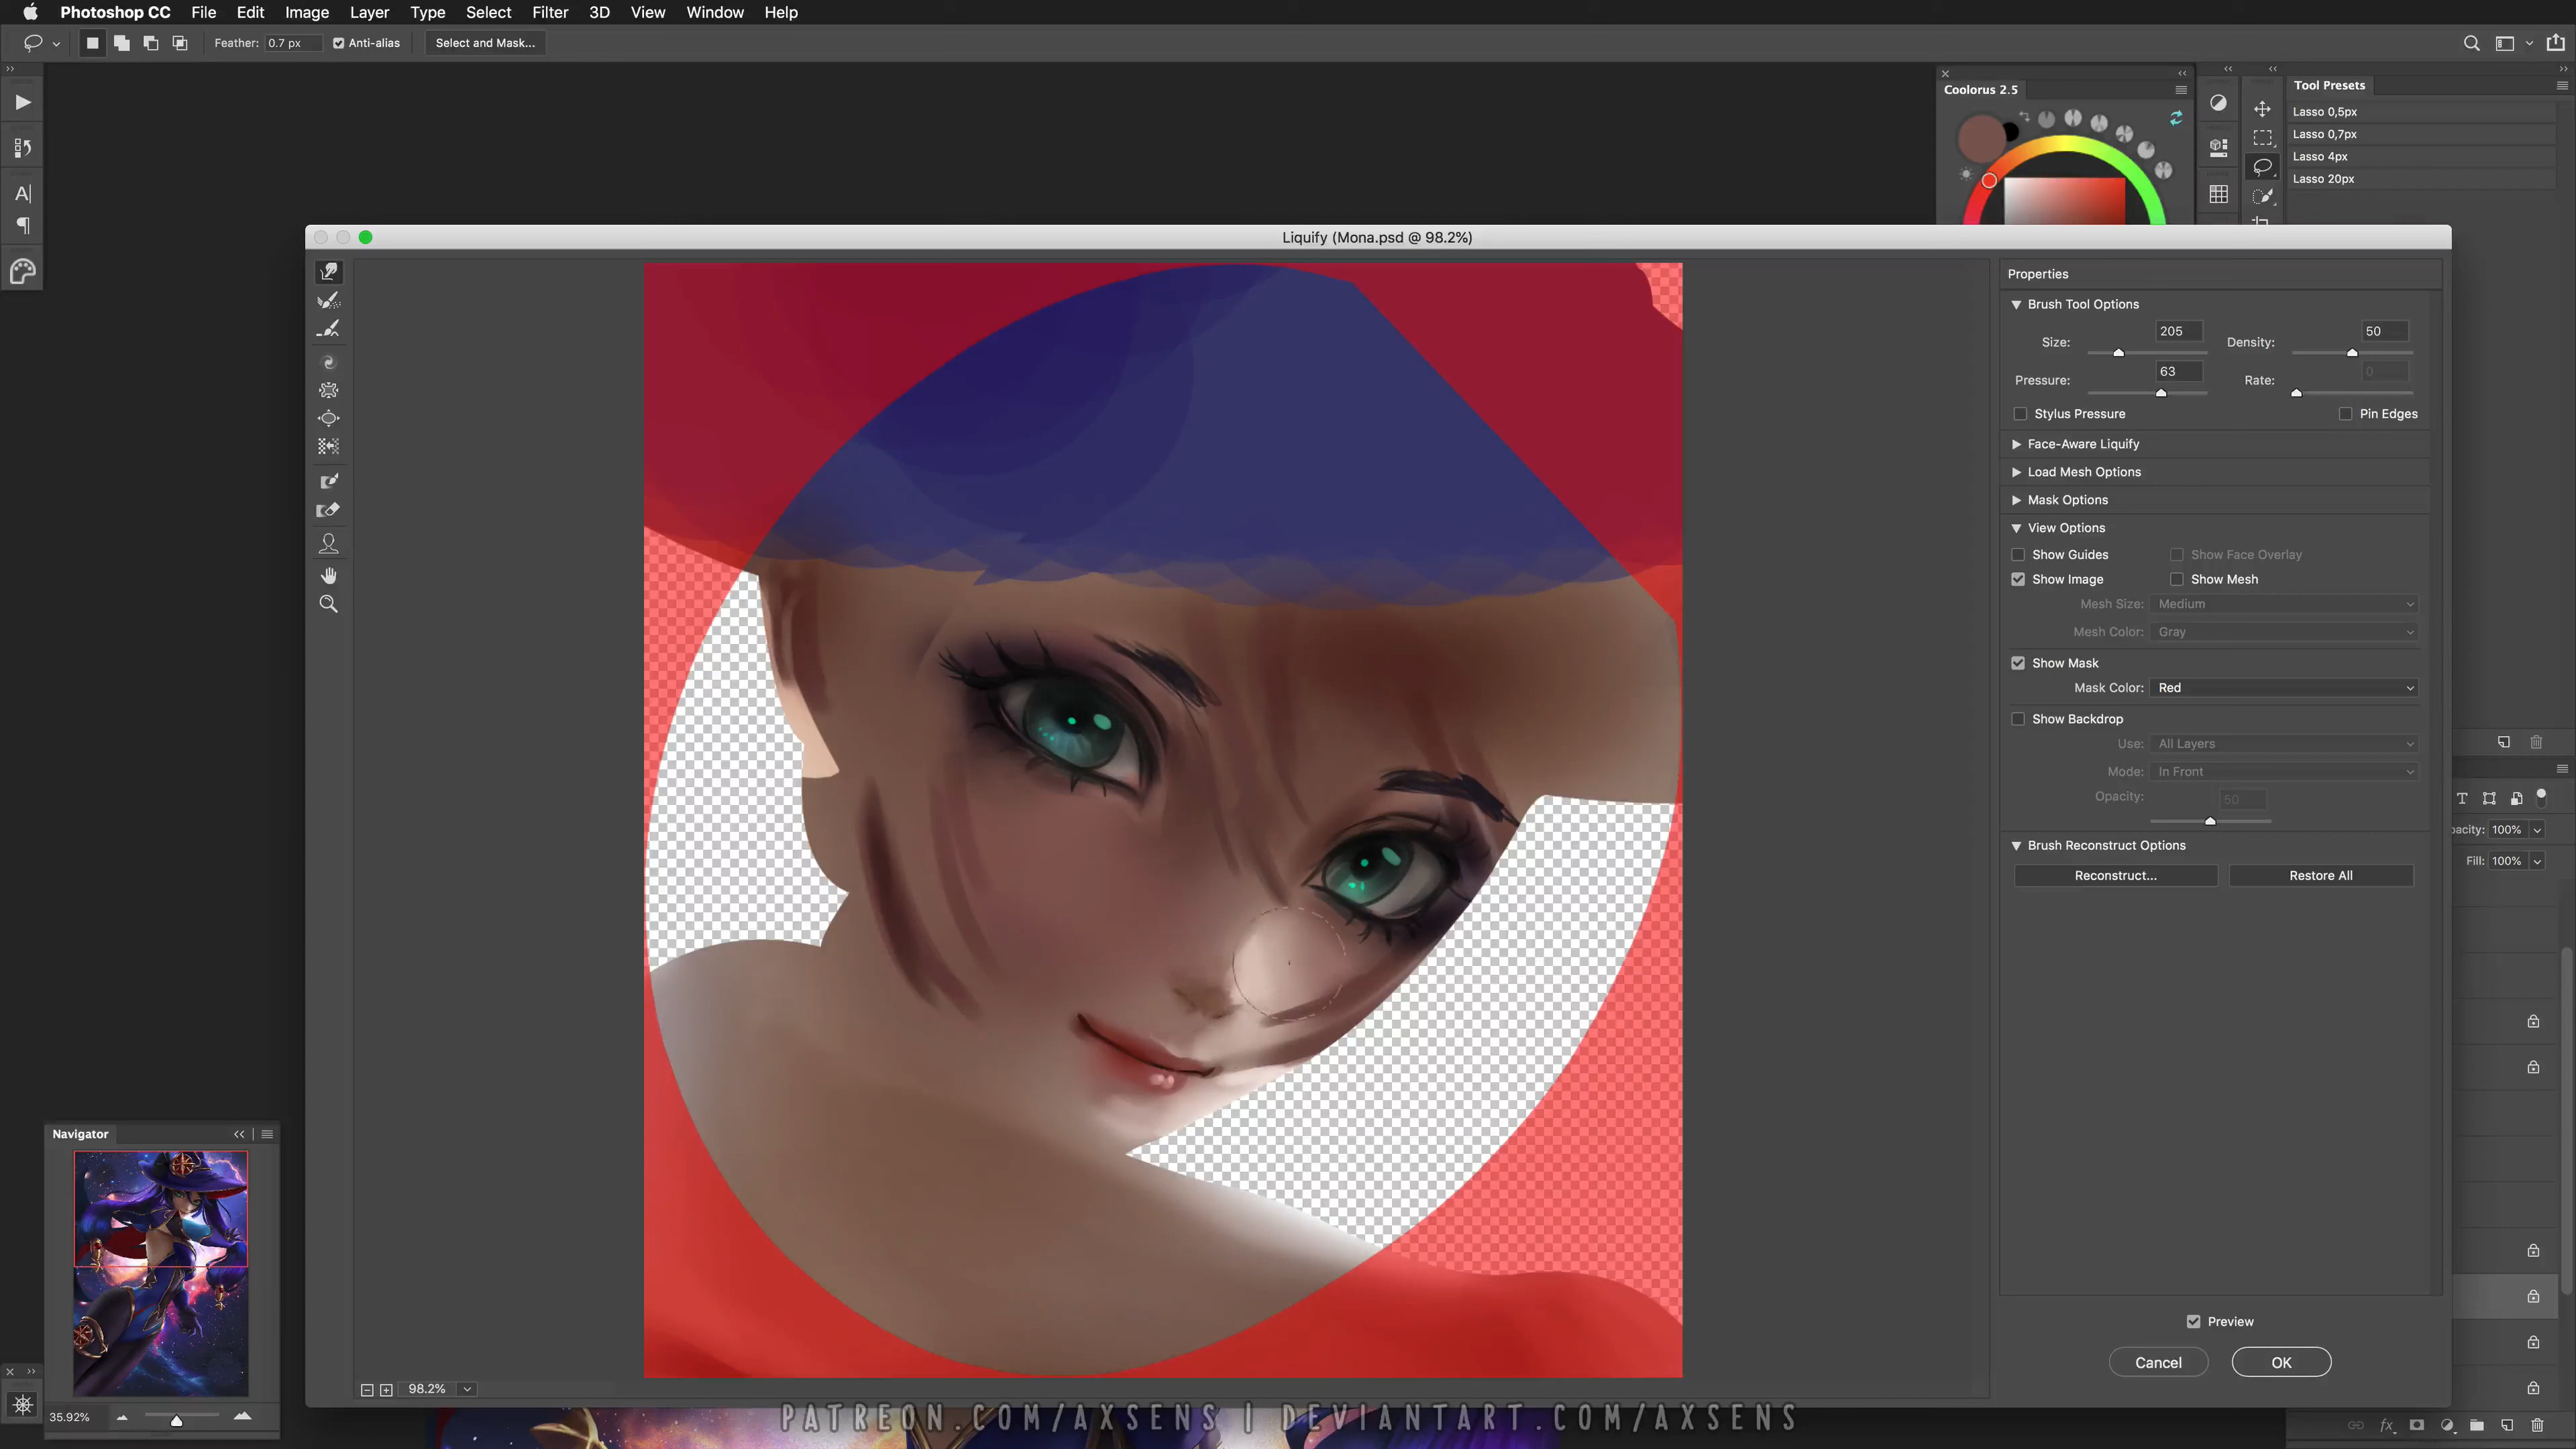 Photoshop CC File Edit Image Layer Type Select Filter 3D View Window Help
Feather: 0.7 px Anti-alias Select and Mask...
Coolorus 2.5
Tool Presets
Lasso 0,5px
Lasso 0,7px
Lasso 4px
Lasso 20px
Liquify (Mona.psd @ 98.2%)
Properties
Brush Tool Options
Size: 205 Density: 50
Pressure: 63 Rate: 0
Stylus Pressure Pin Edges
Face-Aware Liquify
Load Mesh Options
Mask Options
View Options
Show Guides Show Face Overlay
Show Image Show Mesh
Mesh Size: Medium
Mesh Color: Gray
Show Mask
Mask Color: Red
Show Backdrop
Use: All Layers
Mode: In Front
Opacity: 50
Brush Reconstruct Options
Reconstruct... Restore All
pacity: 100%
Fill: 100%
Preview
Cancel OK
98.2%
Navigator
35.92%
PATREON.COM/AXSENS | DEVIANTART.COM/AXSENS
fx